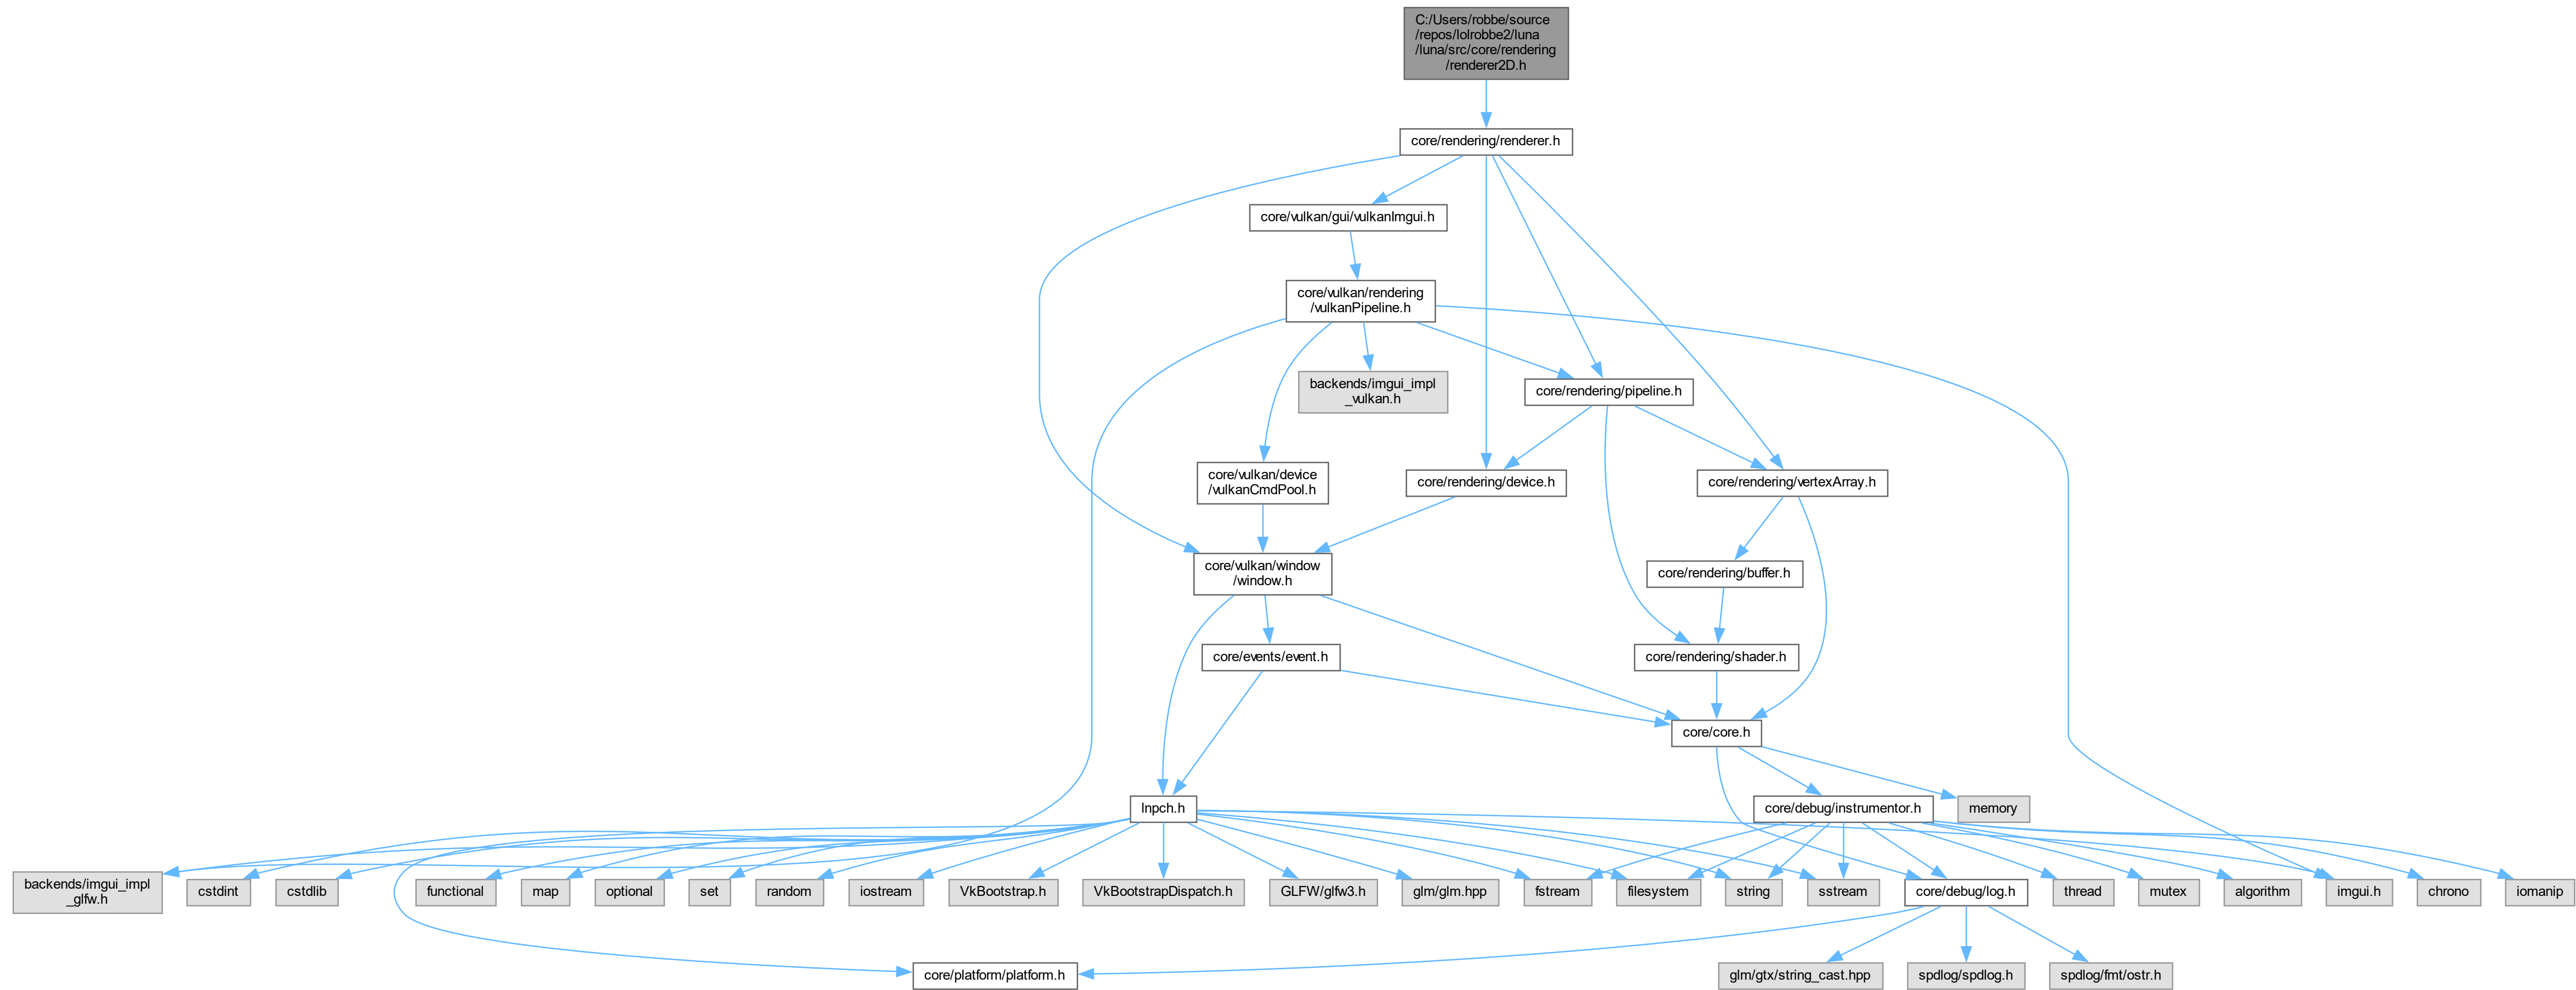 C:/Users/robbe/source
/repos/lolrobbe2/luna
/luna/src/core/rendering
/renderer2D.h
core/rendering/renderer.h
core/vulkan/gui/vulkanImgui.h
core/vulkan/rendering
/vulkanPipeline.h
backends/imgui_impl
_vulkan.h
core/rendering/pipeline.h
core/vulkan/device
/vulkanCmdPool.h
core/rendering/device.h
core/rendering/vertexArray.h
core/vulkan/window
/window.h
core/rendering/buffer.h
core/events/event.h
core/rendering/shader.h
core/core.h
lnpch.h
core/debug/instrumentor.h
memory
backends/imgui_impl
_glfw.h
cstdint
cstdlib
functional
map
optional
set
random
iostream
VkBootstrap.h
VkBootstrapDispatch.h
GLFW/glfw3.h
glm/glm.hpp
fstream
filesystem
string
sstream
core/debug/log.h
thread
mutex
algorithm
imgui.h
chrono
iomanip
core/platform/platform.h
glm/gtx/string_cast.hpp
spdlog/spdlog.h
spdlog/fmt/ostr.h